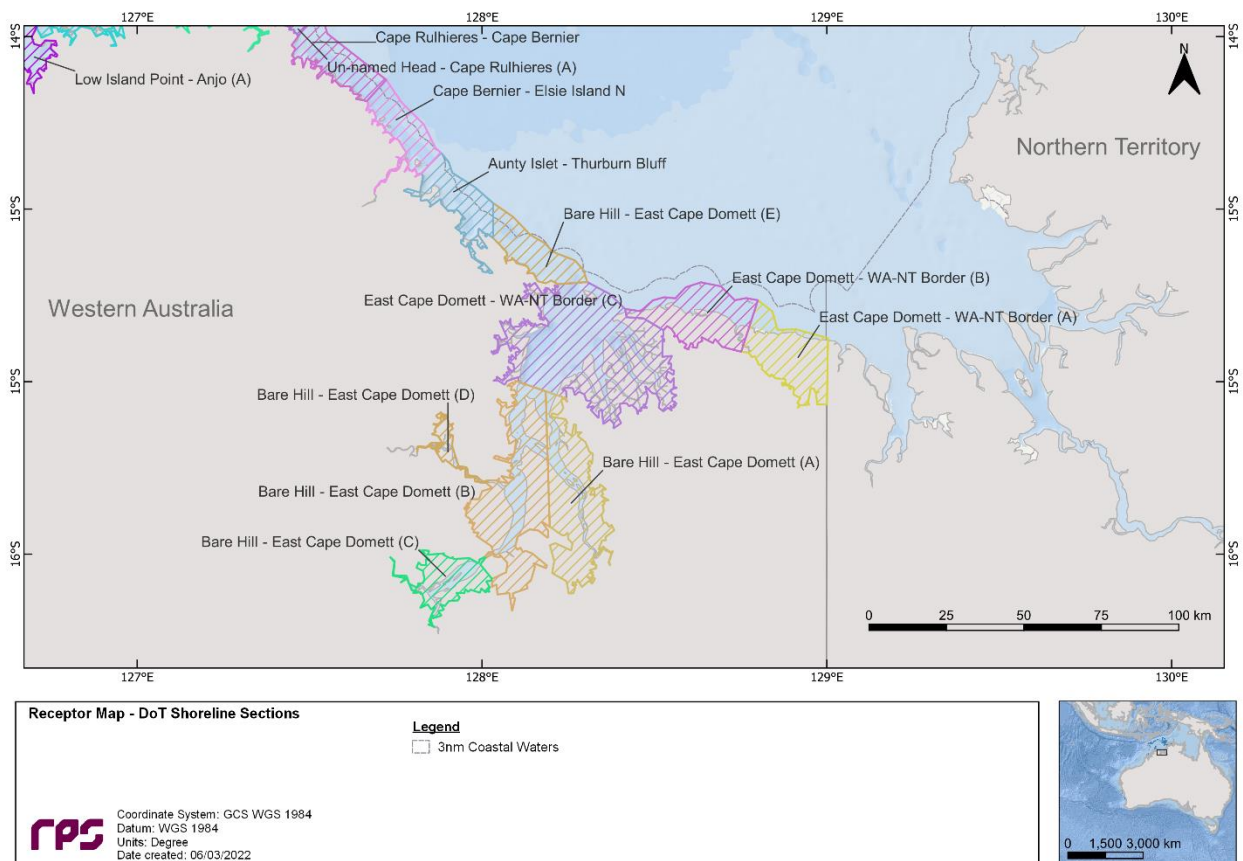 127°E 128°E 129°E 130°E
14°S 14°S
N
Cape Rulhieres - Cape Bernier
Un-named Head - Cape Rulhieres (A)
Low Island Point - Anjo (A)
Cape Bernier - Elsie Island N
Northern Territory
Aunty Islet - Thurburn Bluff
15°S 15°S
Bare Hill - East Cape Domett (E)
East Cape Domett - WA-NT Border (B)
Western Australia
East Cape Domett - WA-NT Border (C)
East Cape Domett - WA-NT Border (A)
15°S 15°S
Bare Hill - East Cape Domett (D)
Bare Hill - East Cape Domett (A)
Bare Hill - East Cape Domett (B)
Bare Hill - East Cape Domett (C)
16°S 16°S
0 25 50 75 100 km
127°E 128°E 129°E 130°E
Receptor Map - DoT Shoreline Sections
Legend
3nm Coastal Waters
rps
Coordinate System: GCS WGS 1984
Datum: WGS 1984
Units: Degree
Date created: 06/03/2022
0 1,500 3,000 km